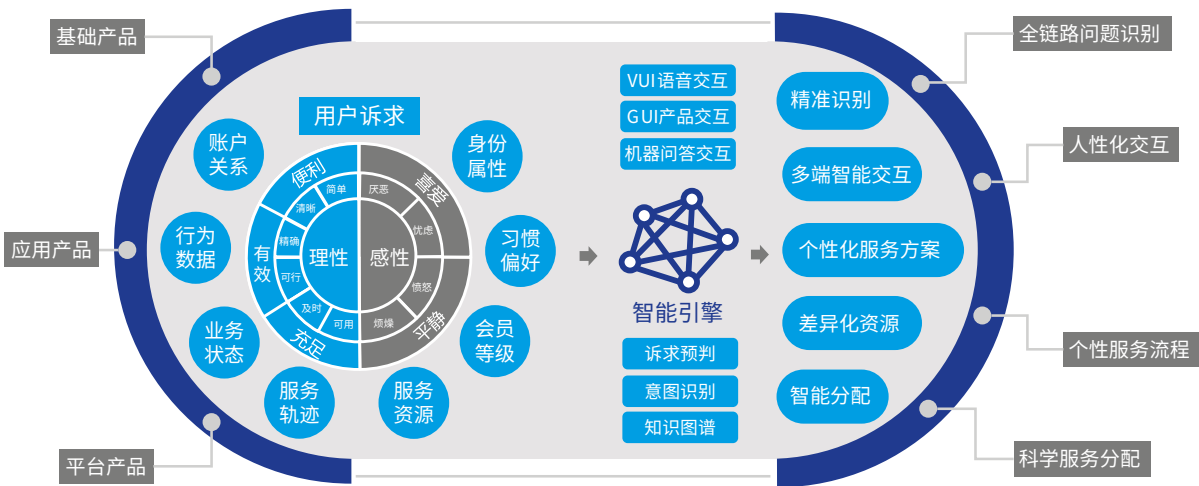 基础产品
应用产品
平台产品
用户诉求
账户
关系
行为
数据
业务
状态
服务
轨迹
服务
资源
会员
等级
习惯
偏好
身份
属性
便利
有
效
充足
喜爱
平静
简单
清晰
精确
可行
及时
可用
厌恶
忧虑
愤怒
烦燥
理性
感性
VUI语音交互
GUI产品交互
机器问答交互
智能引擎
诉求预判
意图识别
知识图谱
精准识别
多端智能交互
个性化服务方案
差异化资源
智能分配
全链路问题识别
人性化交互
个性服务流程
科学服务分配